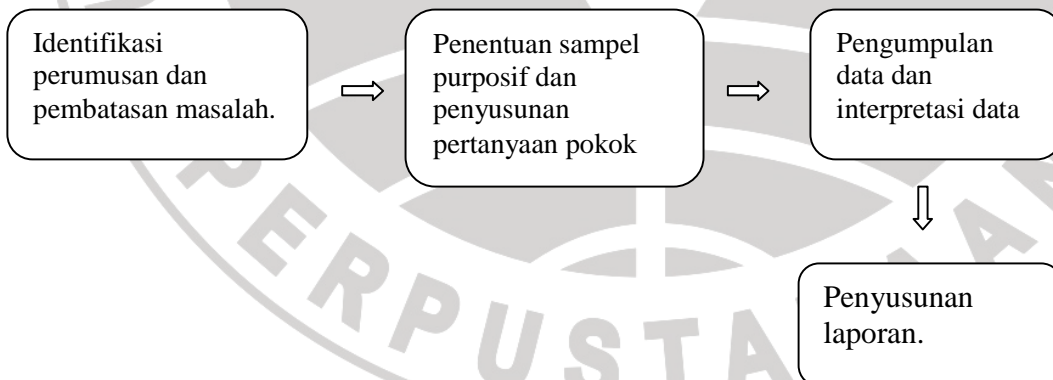 Identifikasi
perumusan dan
pembatasan masalah.
Penentuan sampel
purposif dan
penyusunan
pertanyaan pokok
Pengumpulan
data dan
interpretasi data
Penyusunan
laporan.